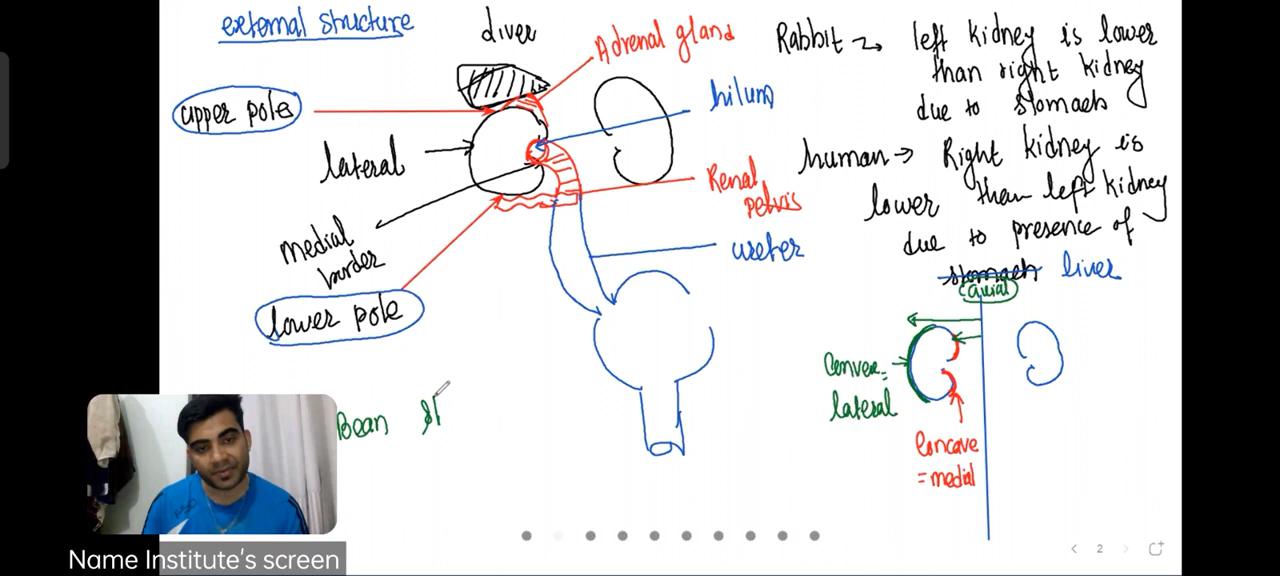 external structure
diver
Adrenal gland
upper pole
hilum
lateral
Renal
pelvis
medial
border
ureter
lower pole
Bean
Rabbit → left kidney is lower
than right kidney
due to stomach
human → Right kidney is
lower than left kidney
due to presence of
stomach liver
axial
Convex =
lateral
Concave
= medial
2
Name Institute's screen